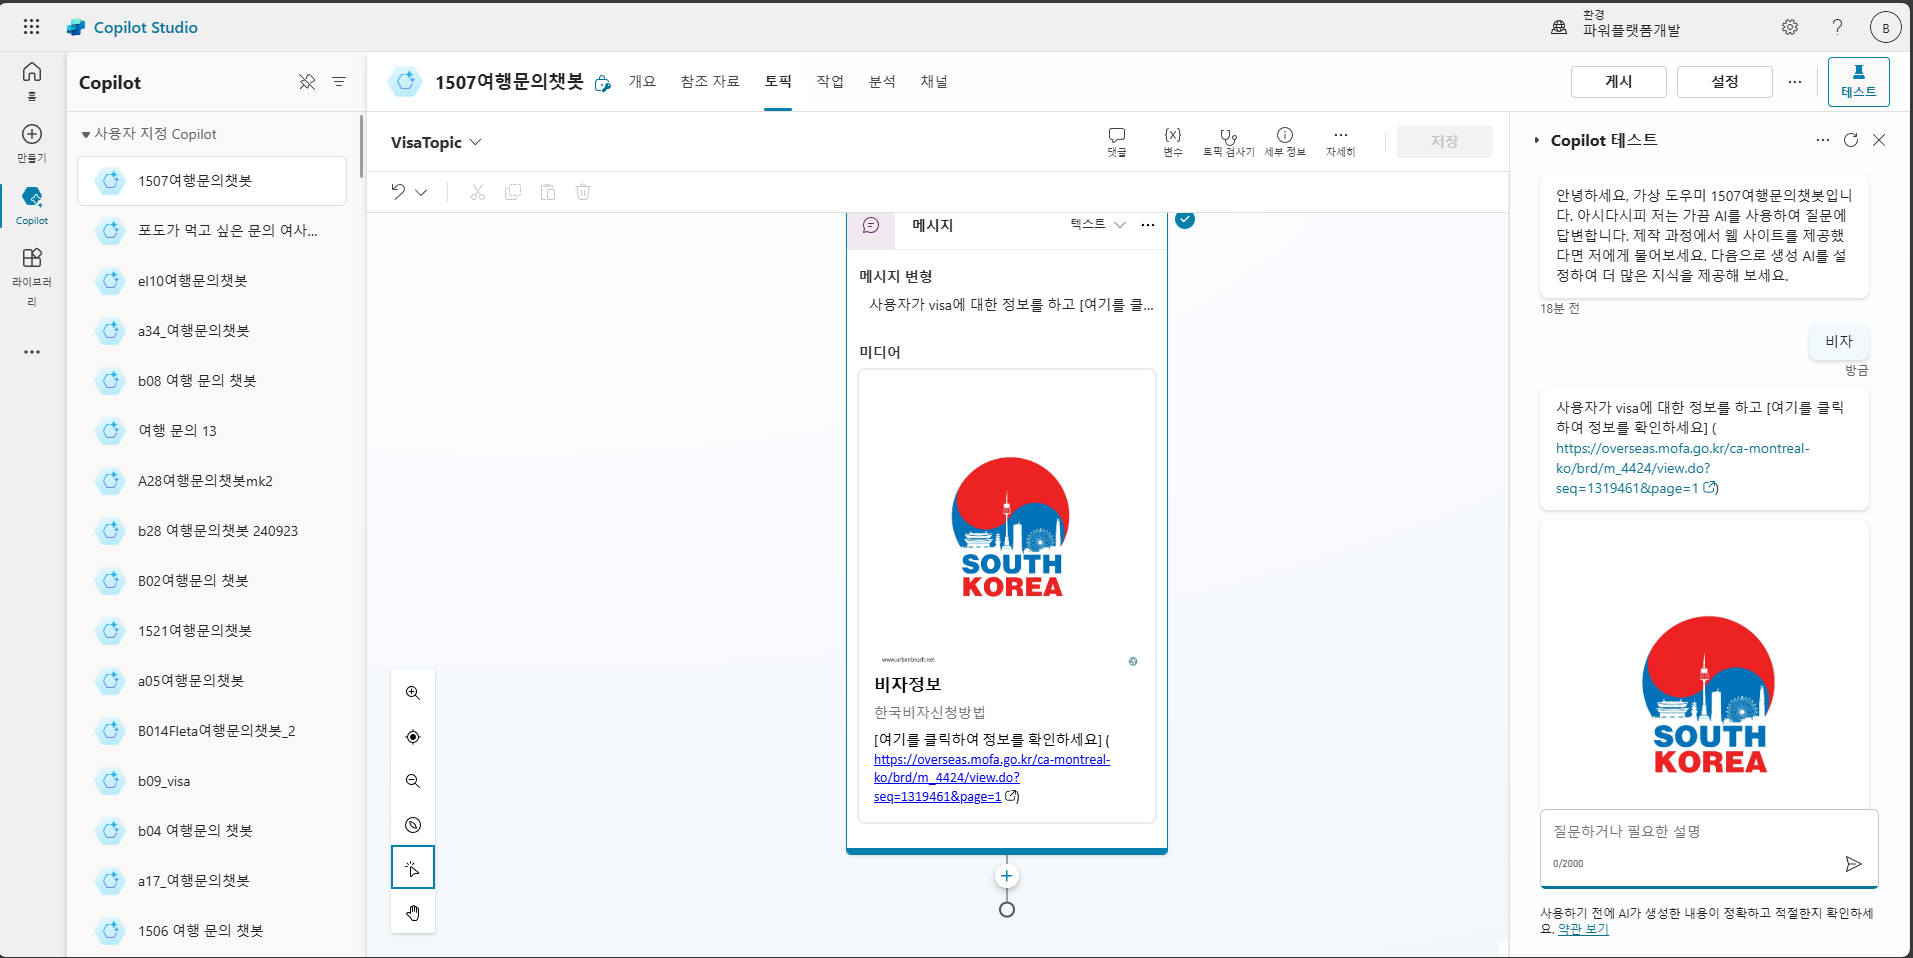 Copilot Studio
환경
파워플랫폼개발
B
홈
만들기
Copilot
라이브러
리
Copilot
사용자 지정 Copilot
1507여행문의챗봇
포도가 먹고 싶은 문의 여사...
el10여행문의챗봇
a34_여행문의챗봇
b08 여행 문의 챗봇
여행 문의 13
A28여행문의챗봇mk2
b28 여행문의챗봇 240923
B02여행문의 챗봇
1521여행문의챗봇
a05여행문의챗봇
B014Fleta여행문의챗봇_2
b09_visa
b04 여행문의 챗봇
a17_여행문의챗봇
1506 여행 문의 챗봇
1507여행문의챗봇
개요
참조 자료
토픽
작업
분석
채널
게시
설정
테스트
VisaTopic
댓글
변수
토픽 검사기
세부 정보
자세히
저장
메시지
텍스트
메시지 변형
사용자가 visa에 대한 정보를 하고 [여기를 클...
미디어
SOUTH
KOREA
www.urbanbrush.net
비자정보
한국비자신청방법
[여기를 클릭하여 정보를 확인하세요] (
https://overseas.mofa.go.kr/ca-montreal-
ko/brd/m_4424/view.do?
seq=1319461&page=1)
Copilot 테스트
안녕하세요, 가상 도우미 1507여행문의챗봇입니
다. 아시다시피 저는 가끔 AI를 사용하여 질문에
답변합니다. 제작 과정에서 웹 사이트를 제공했
다면 저에게 물어보세요. 다음으로 생성 AI를 설
정하여 더 많은 지식을 제공해 보세요.
18분 전
비자
방금
사용자가 visa에 대한 정보를 하고 [여기를 클릭
하여 정보를 확인하세요] (
https://overseas.mofa.go.kr/ca-montreal-
ko/brd/m_4424/view.do?
seq=1319461&page=1)
SOUTH
KOREA
질문하거나 필요한 설명
0/2000
사용하기 전에 AI가 생성한 내용이 정확하고 적절한지 확인하세
요. 약관 보기